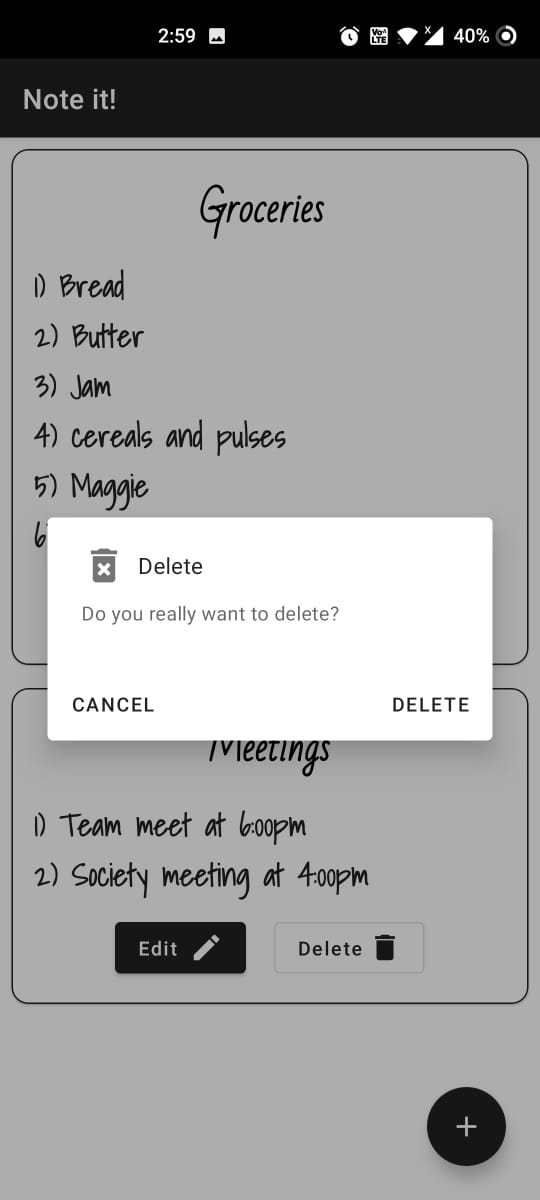 2:59 VoA LTE X 40%
Note it!
Groceries
1) Bread
2) Butter
3) Jam
4) cereals and pulses
5) Maggie
Delete
Do you really want to delete?
CANCEL DELETE
Meetings
1) Team meet at 6:00pm
2) Society meeting at 4:00pm
Edit Delete
+